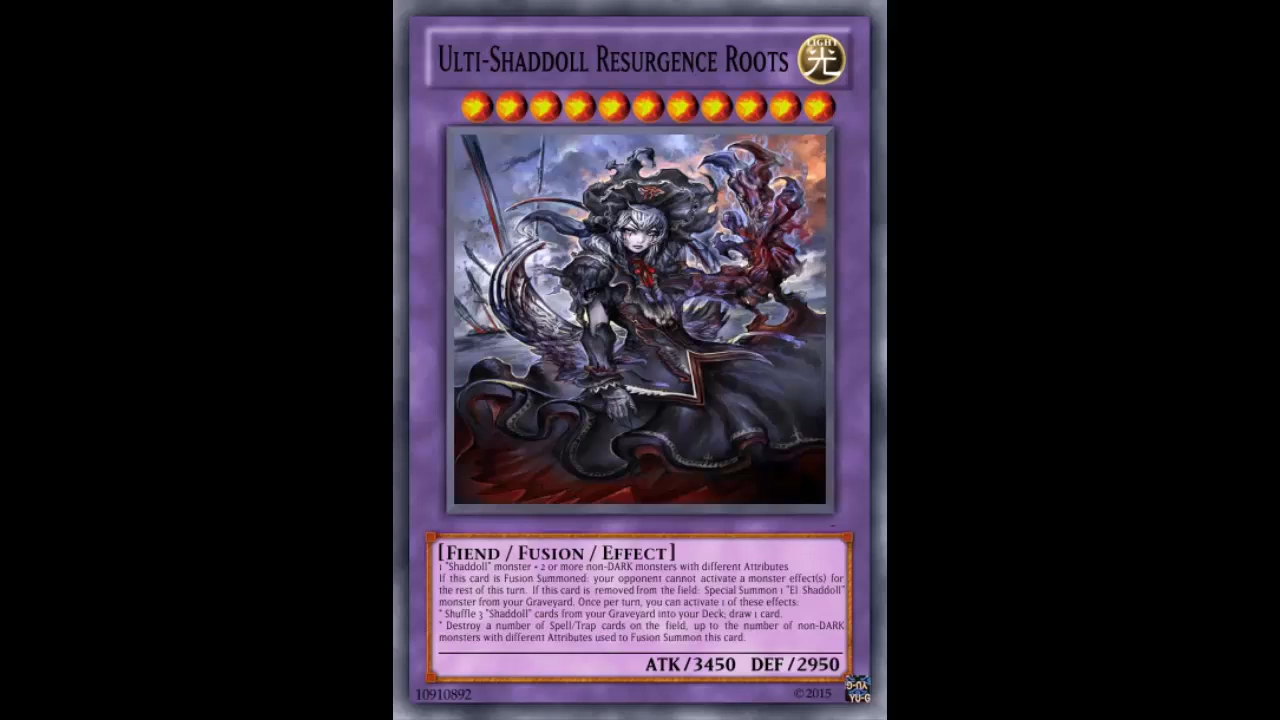 ULTI-SHADDOLL RESURGENCE ROOTS
LIGHT
光
[FIEND / FUSION / EFFECT]
1 "Shaddoll" monster + 2 or more non-DARK monsters with different Attributes
If this card is Fusion Summoned: your opponent cannot activate a monster effect(s) for
the rest of this turn. If this card is removed from the field: Special Summon 1 "El Shaddoll"
monster from your Graveyard. Once per turn, you can activate 1 of these effects:
* Shuffle 3 "Shaddoll" cards from your Graveyard into your Deck; draw 1 card.
* Destroy a number of Spell/Trap cards on the field, up to the number of non-DARK
monsters with different Attributes used to Fusion Summon this card.
ATK/3450 DEF/2950
10910892
©2015
YU-G
YU-G